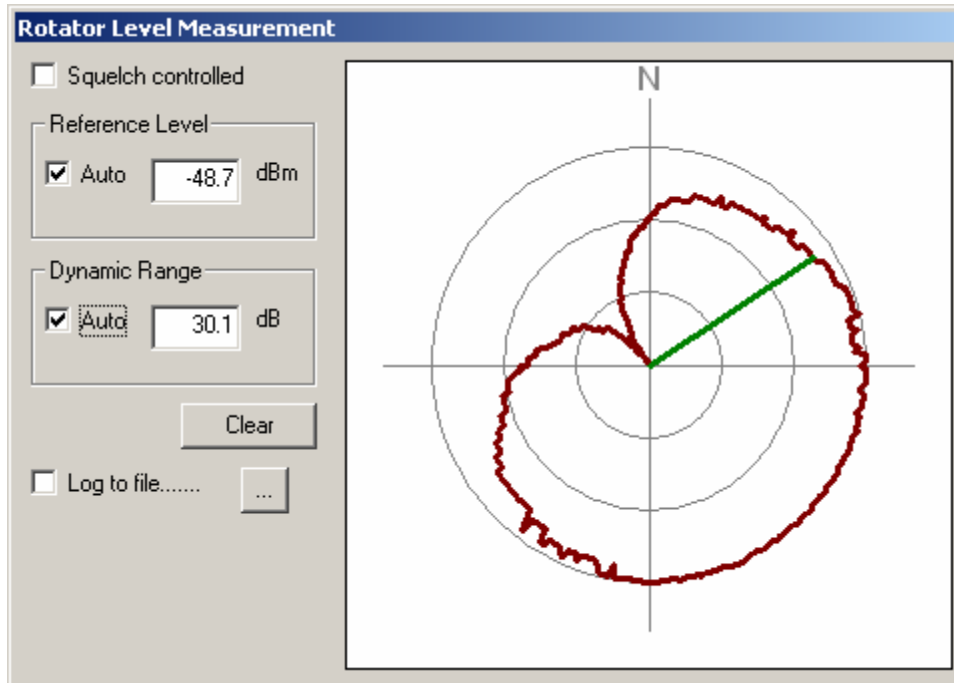 Rotator Level Measurement
Squelch controlled
Reference Level
Auto -48.7 dBm
Dynamic Range
Auto 30.1 dB
Clear
Log to file....... ...
N